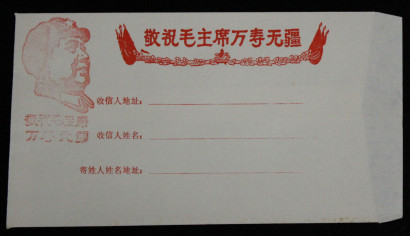 敬祝毛主席万寿无疆
敬祝毛主席
万寿无疆
收信人地址：
收信人姓名：
寄姓人姓名地址：